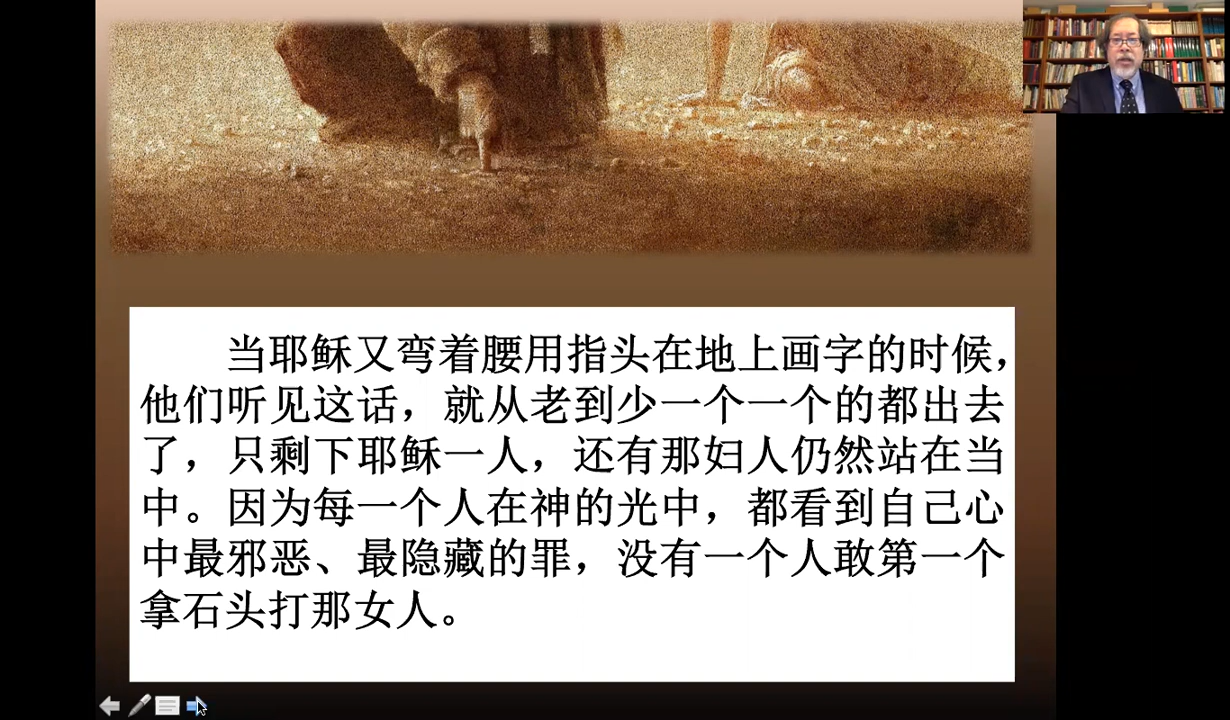 当耶稣又弯着腰用指头在地上画字的时候，
他们听见这话，就从老到少一个一个的都出去
了，只剩下耶稣一人，还有那妇人仍然站在当
中。因为每一个人在神的光中，都看到自己心
中最邪恶、最隐藏的罪，没有一个人敢第一个
拿石头打那女人。